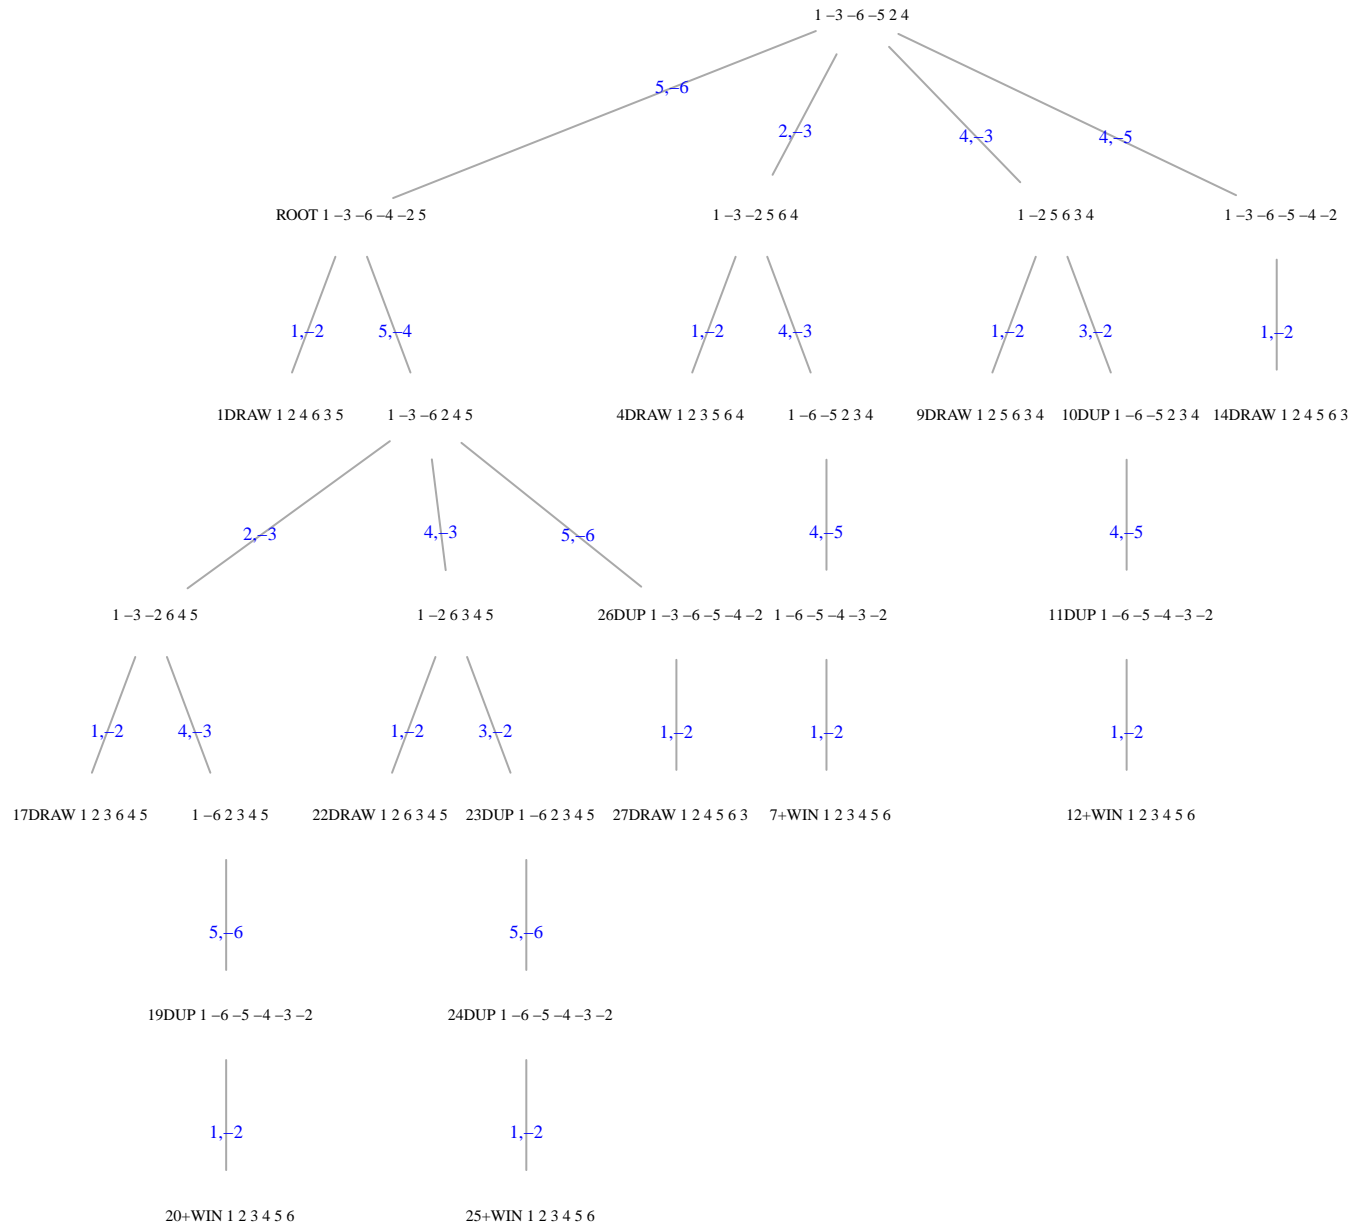 1 –3 –6 –5 2 4
5,–6
2,–3
4,–3
4,–5
ROOT 1 –3 –6 –4 –2 5
1 –3 –2 5 6 4
1 –2 5 6 3 4
1 –3 –6 –5 –4 –2
1,–2
5,–4
1,–2
4,–3
1,–2
3,–2
1,–2
1DRAW 1 2 4 6 3 5
1 –3 –6 2 4 5
4DRAW 1 2 3 5 6 4
1 –6 –5 2 3 4
9DRAW 1 2 5 6 3 4
10DUP 1 –6 –5 2 3 4
14DRAW 1 2 4 5 6 3
2,–3
4,–3
5,–6
4,–5
4,–5
1 –3 –2 6 4 5
1 –2 6 3 4 5
26DUP 1 –3 –6 –5 –4 –2
1 –6 –5 –4 –3 –2
11DUP 1 –6 –5 –4 –3 –2
1,–2
4,–3
1,–2
3,–2
1,–2
1,–2
1,–2
17DRAW 1 2 3 6 4 5
1 –6 2 3 4 5
22DRAW 1 2 6 3 4 5
23DUP 1 –6 2 3 4 5
27DRAW 1 2 4 5 6 3
7+WIN 1 2 3 4 5 6
12+WIN 1 2 3 4 5 6
5,–6
5,–6
19DUP 1 –6 –5 –4 –3 –2
24DUP 1 –6 –5 –4 –3 –2
1,–2
1,–2
20+WIN 1 2 3 4 5 6
25+WIN 1 2 3 4 5 6